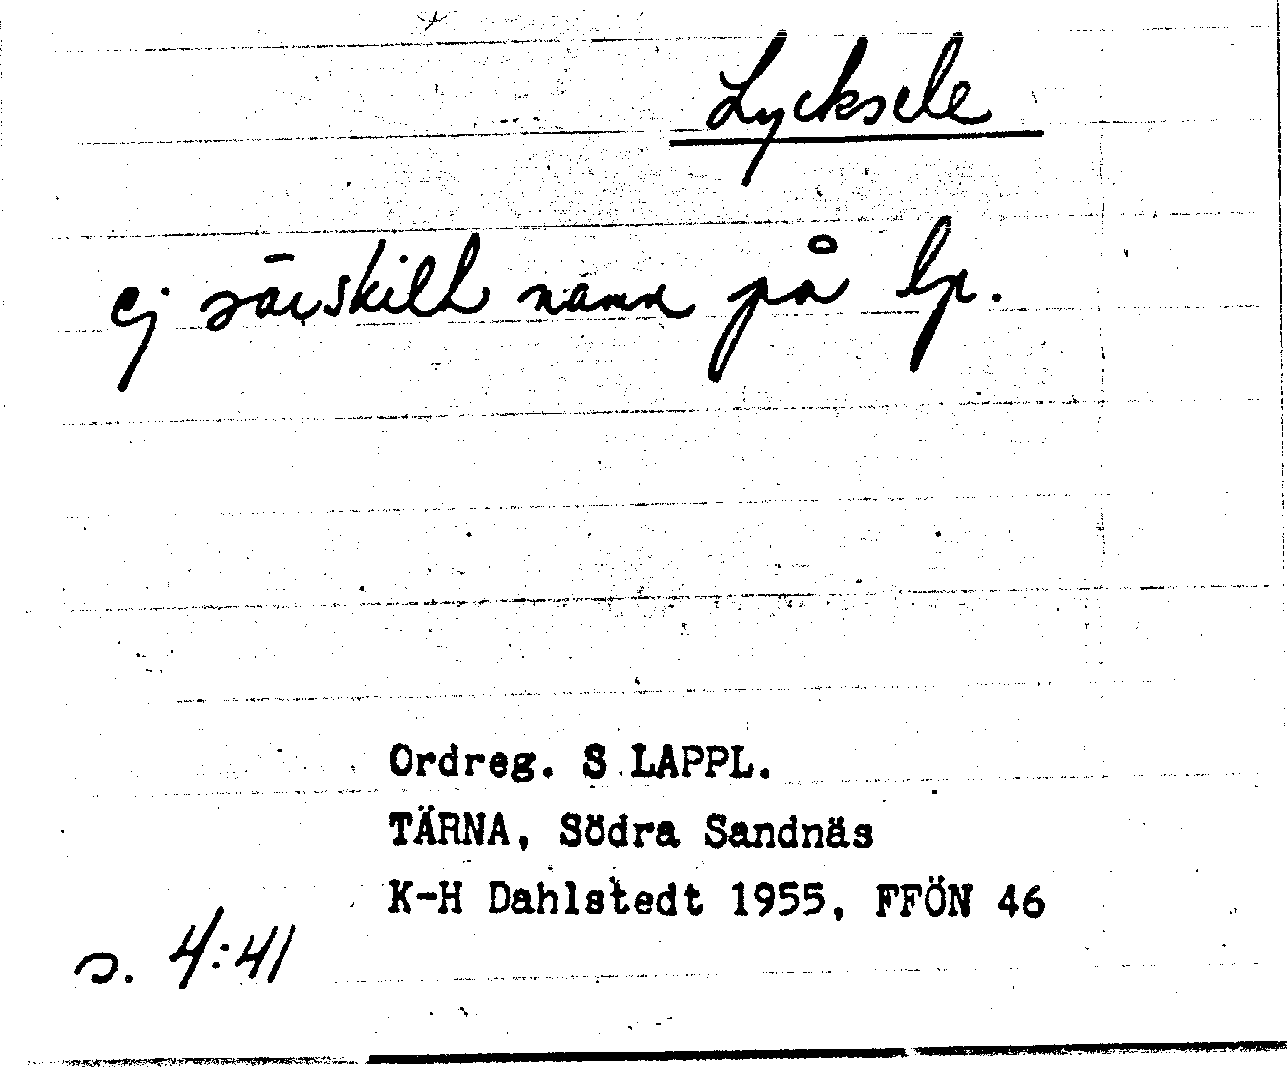 Lycksele
ej särskilt namn på lp.
Ordreg. S LAPPL.
TÄRNA, Södra Sandnäs
K-H Dahlstedt 1955, FFÖN 46
s. 4:41